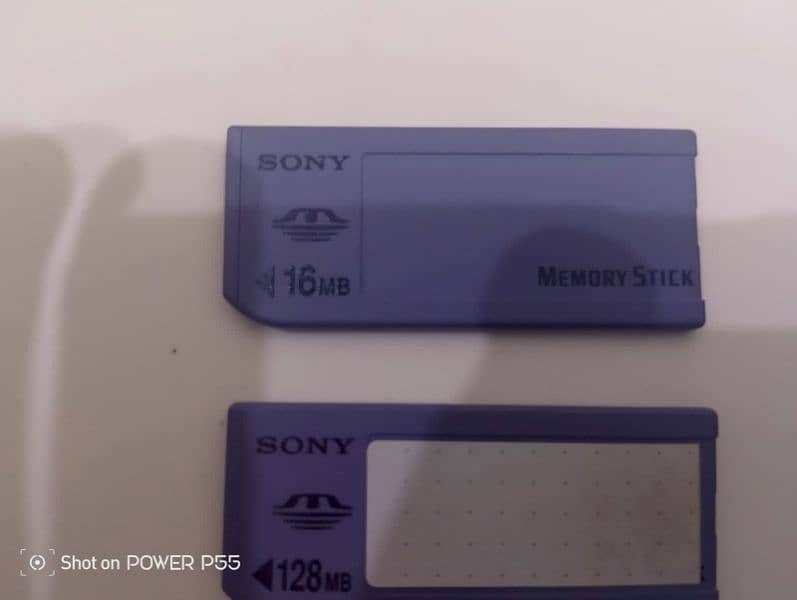 SONY
16MB
MEMORY STICK
SONY
128MB
Shot on POWER P55